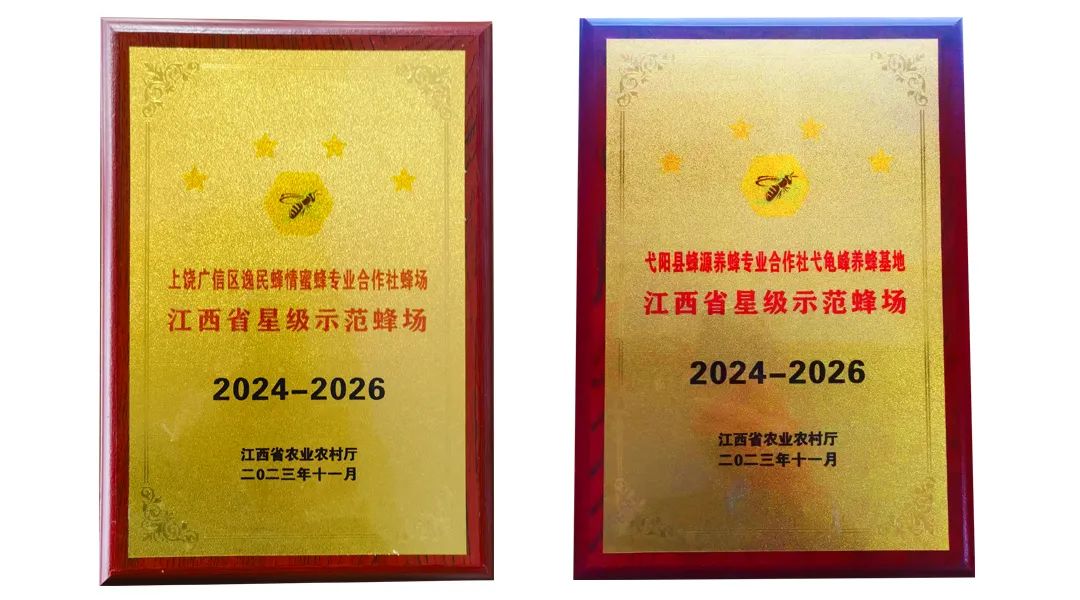 上饶广信区逸民蜂情蜜蜂专业合作社蜂场
江西省星级示范蜂场
2024-2026
江西省农业农村厅
二0二三年十一月
弋阳县蜂源养蜂专业合作社弋龟峰养蜂基地
江西省星级示范蜂场
2024-2026
江西省农业农村厅
二0二三年十一月